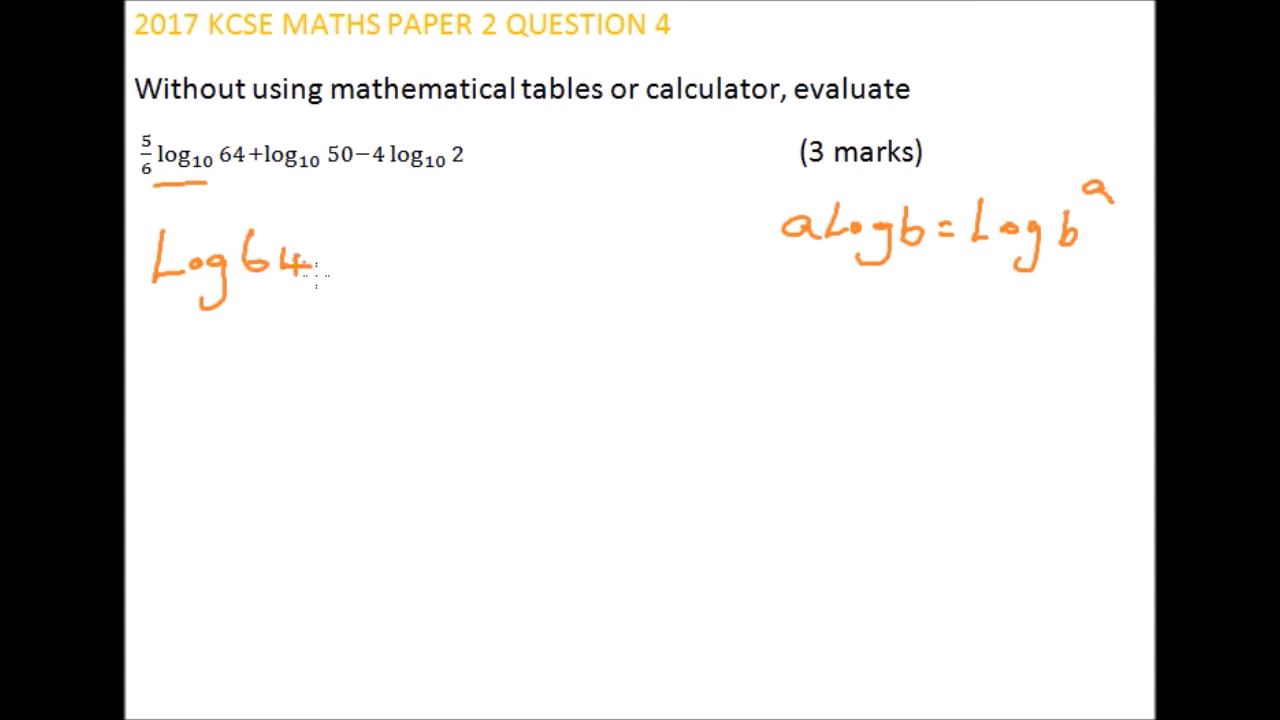 2017 KCSE MATHS PAPER 2 QUESTION 4
Without using mathematical tables or calculator, evaluate
5/6 log₁₀ 64+log₁₀ 50−4 log₁₀ 2 (3 marks)
aLogb = Log bᵃ
Log 64